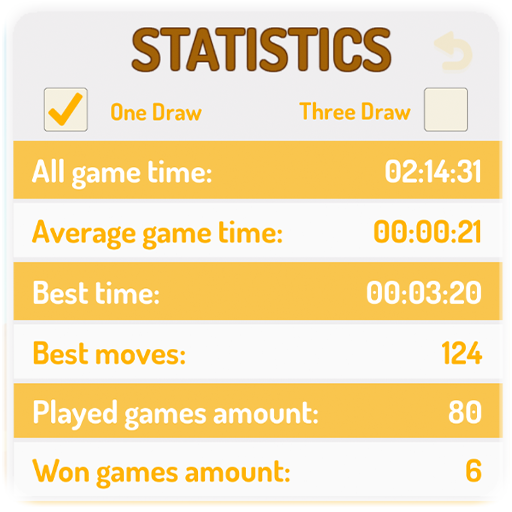 STATISTICS
One Draw Three Draw
All game time: 02:14:31
Average game time: 00:00:21
Best time: 00:03:20
Best moves: 124
Played games amount: 80
Won games amount: 6